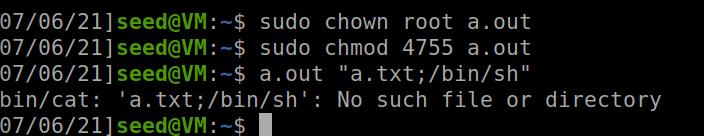 07/06/21]seed@VM:~$ sudo chown root a.out
07/06/21]seed@VM:~$ sudo chmod 4755 a.out
07/06/21]seed@VM:~$ a.out "a.txt;/bin/sh"
bin/cat: 'a.txt;/bin/sh': No such file or directory
07/06/21]seed@VM:~$